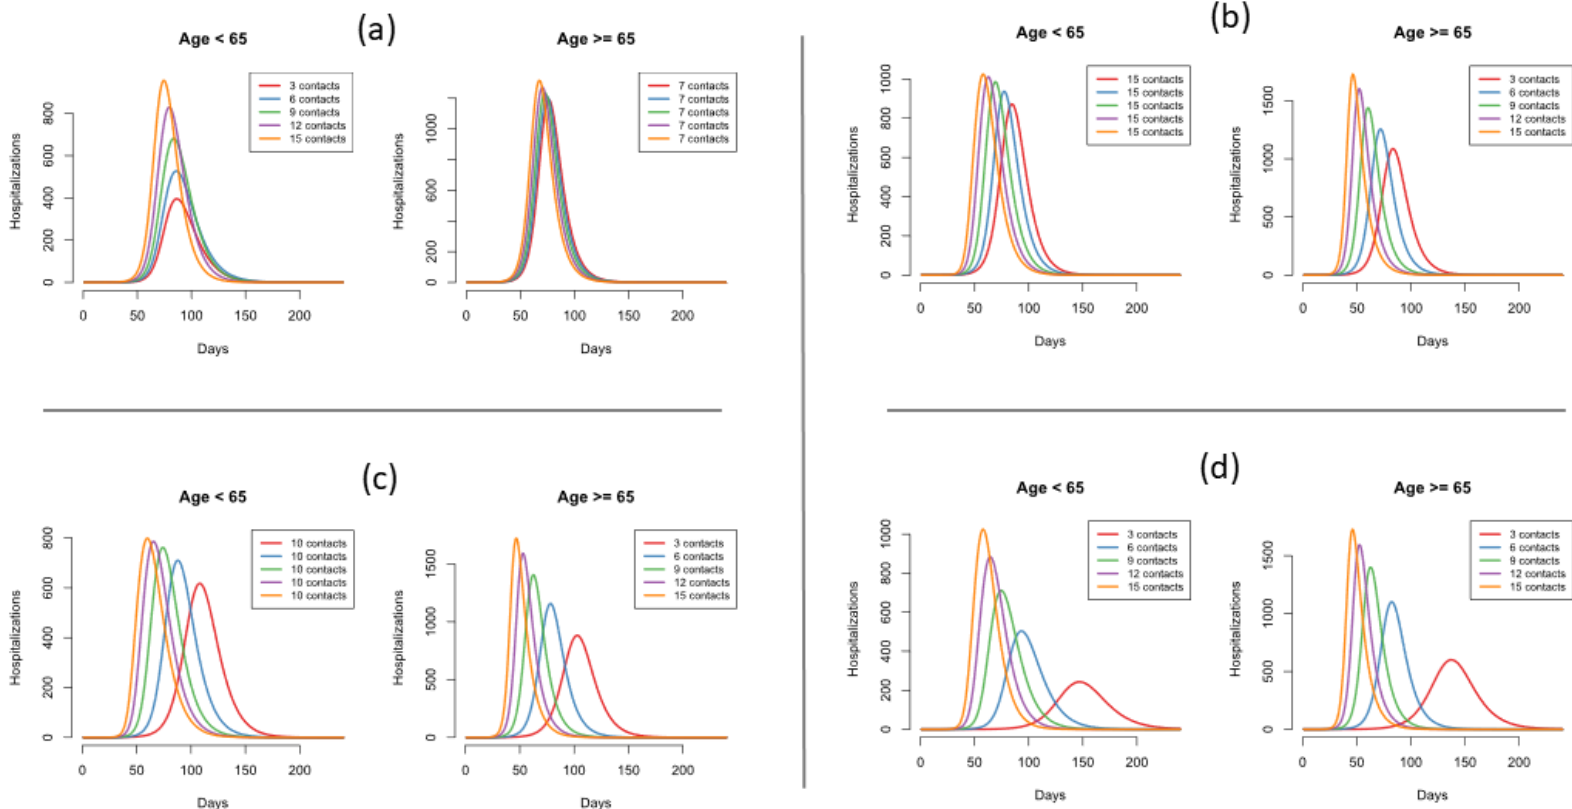 (a)
Age < 65
Age >= 65
3 contacts
6 contacts
9 contacts
12 contacts
15 contacts
7 contacts
7 contacts
7 contacts
7 contacts
7 contacts
Hospitalizations
0 200 400 600 800
0 50 100 150 200
Days
Hospitalizations
0 200 600 1000
0 50 100 150 200
Days
(b)
Age < 65
Age >= 65
15 contacts
15 contacts
15 contacts
15 contacts
15 contacts
3 contacts
6 contacts
9 contacts
12 contacts
15 contacts
Hospitalizations
0 200 400 600 800 1000
0 50 100 150 200
Days
Hospitalizations
0 500 1000 1500
0 50 100 150 200
Days
(c)
Age < 65
Age >= 65
10 contacts
10 contacts
10 contacts
10 contacts
10 contacts
3 contacts
6 contacts
9 contacts
12 contacts
15 contacts
Hospitalizations
0 200 400 600 800
0 50 100 150 200
Days
Hospitalizations
0 500 1000 1500
0 50 100 150 200
Days
(d)
Age < 65
Age >= 65
3 contacts
6 contacts
9 contacts
12 contacts
15 contacts
3 contacts
6 contacts
9 contacts
12 contacts
15 contacts
Hospitalizations
0 200 400 600 800 1000
0 50 100 150 200
Days
Hospitalizations
0 500 1000 1500
0 50 100 150 200
Days